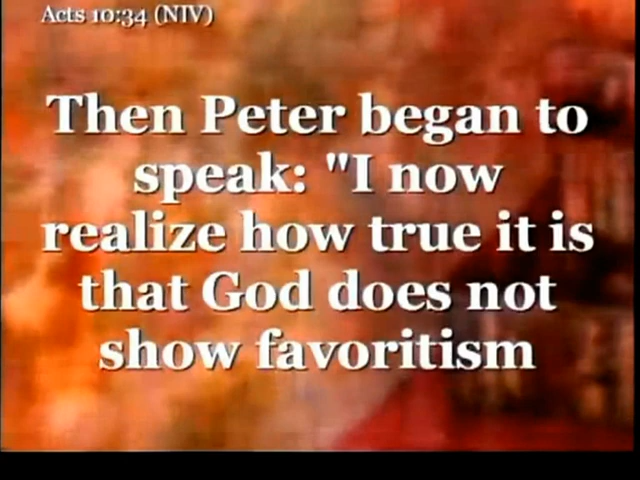 Acts 10:34 (NIV)
Then Peter began to
speak: "I now
realize how true it is
that God does not
show favoritism